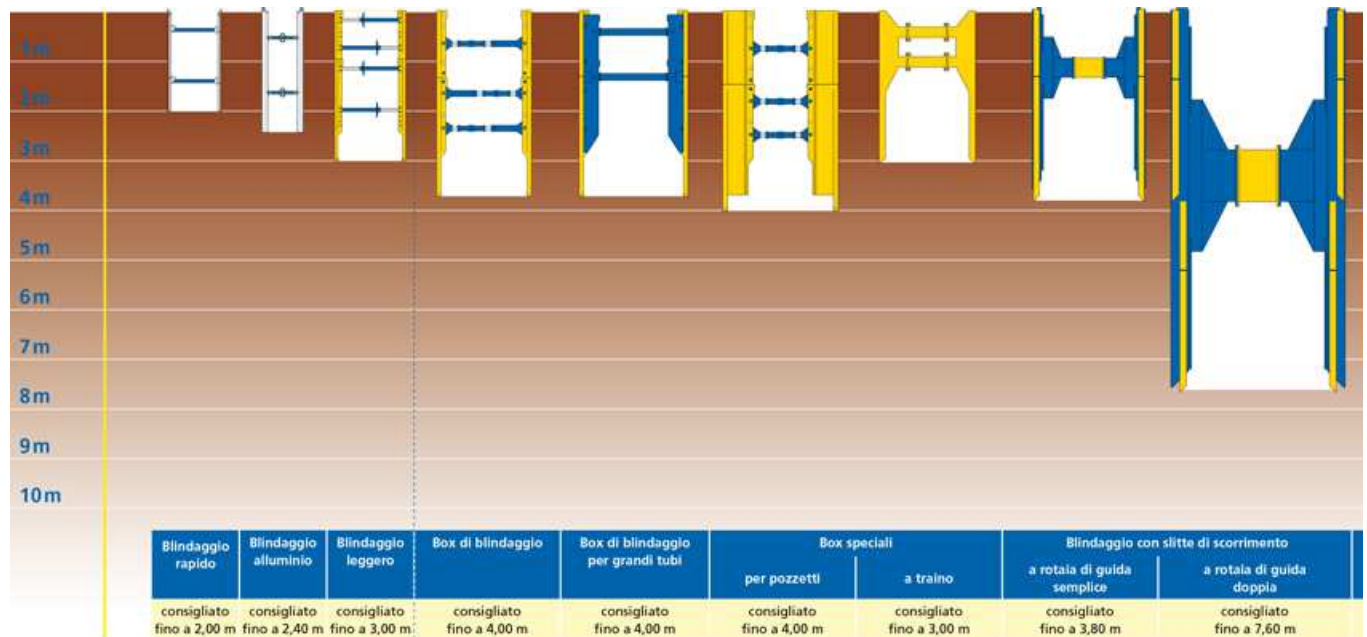 1m
2m
3m
4m
5m
6m
7m
8m
9m
10m
Blindaggio
rapido
Blindaggio
alluminio
Blindaggio
leggero
Box di blindaggio
Box di blindaggio
per grandi tubi
Box speciali
per pozzetti
a traino
Blindaggio con slitte di scorrimento
a rotaia di guida
semplice
a rotaia di guida
doppia
consigliato
fino a 2,00 m
consigliato
fino a 2,40 m
consigliato
fino a 3,00 m
consigliato
fino a 4,00 m
consigliato
fino a 4,00 m
consigliato
fino a 4,00 m
consigliato
fino a 3,00 m
consigliato
fino a 3,80 m
consigliato
fino a 7,60 m